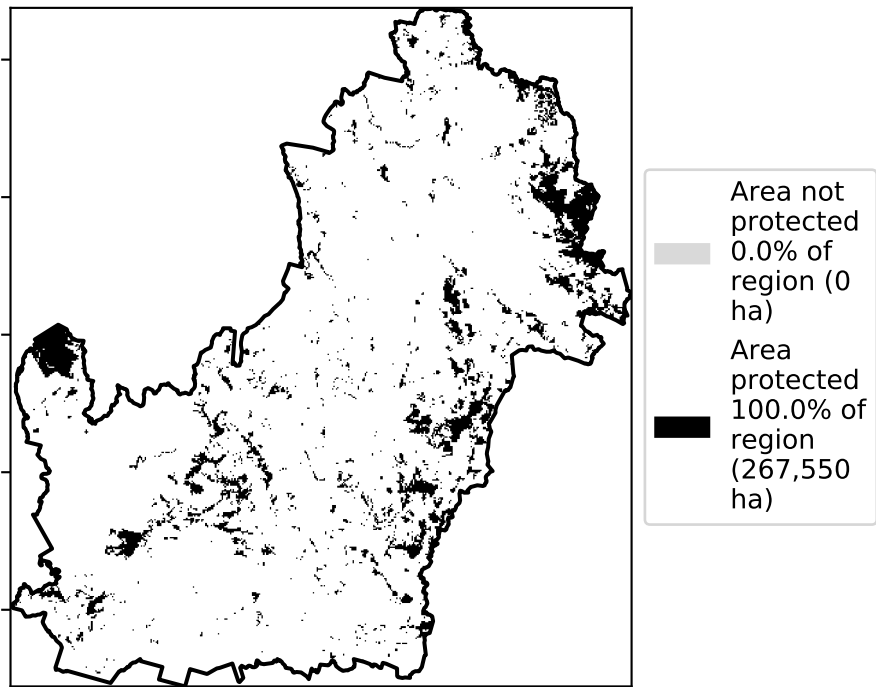 Area not
protected
0.0% of
region (0
ha)
Area
protected
100.0% of
region
(267,550
ha)